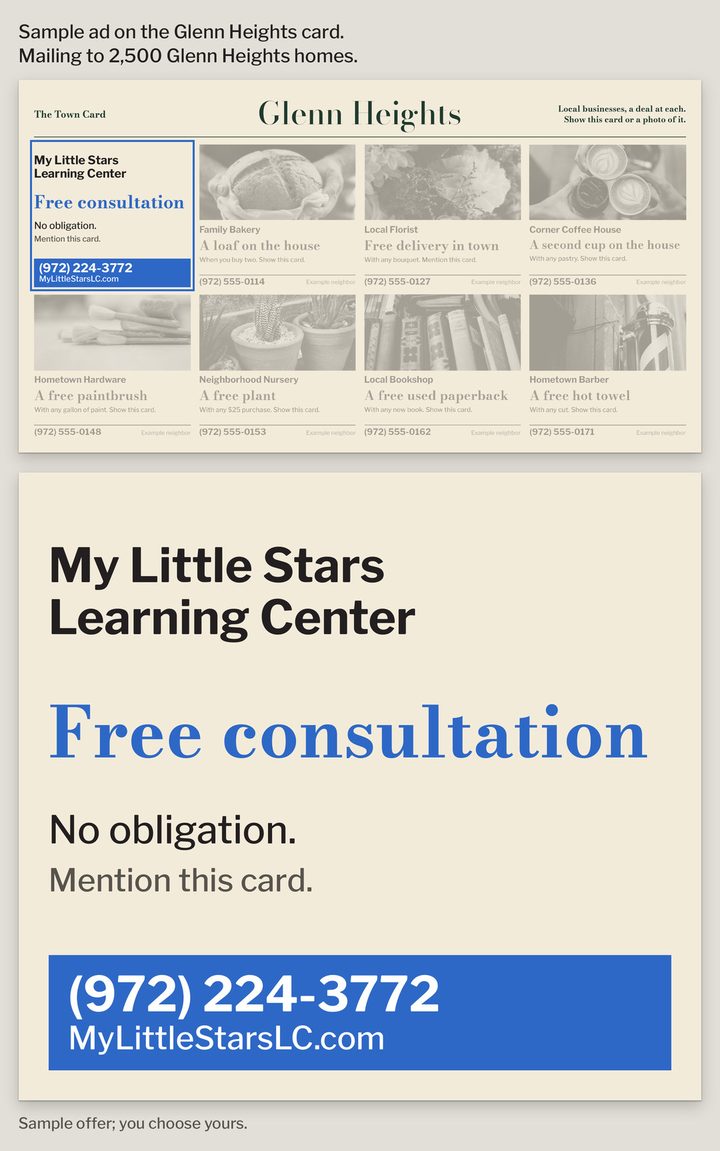 Sample ad on the Glenn Heights card.
Mailing to 2,500 Glenn Heights homes.
The Town Card
Glenn Heights
Local businesses, a deal at each.
Show this card or a photo of it.
My Little Stars
Learning Center
Free consultation
No obligation.
Mention this card.
(972) 224-3772
MyLittleStarsLC.com
Family Bakery
A loaf on the house
When you buy two. Show this card.
(972) 555-0114
Example neighbor
Local Florist
Free delivery in town
With any bouquet. Mention this card.
(972) 555-0127
Example neighbor
Corner Coffee House
A second cup on the house
With any pastry. Show this card.
(972) 555-0136
Example neighbor
Hometown Hardware
A free paintbrush
With any gallon of paint. Show this card.
(972) 555-0148
Example neighbor
Neighborhood Nursery
A free plant
With any $25 purchase. Show this card.
(972) 555-0153
Example neighbor
Local Bookshop
A free used paperback
With any new book. Show this card.
(972) 555-0162
Example neighbor
Hometown Barber
A free hot towel
With any cut. Show this card.
(972) 555-0171
Example neighbor
My Little Stars
Learning Center
Free consultation
No obligation.
Mention this card.
(972) 224-3772
MyLittleStarsLC.com
Sample offer; you choose yours.